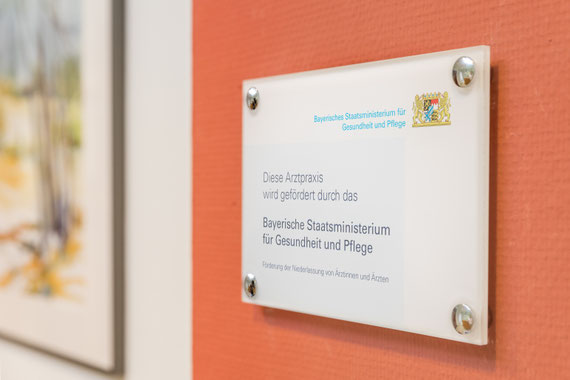 Bayerisches Staatsministerium für
Gesundheit und Pflege
Diese Arztpraxis
wird gefördert durch das
Bayerische Staatsministerium
für Gesundheit und Pflege
Förderung der Niederlassung von Ärztinnen und Ärzten